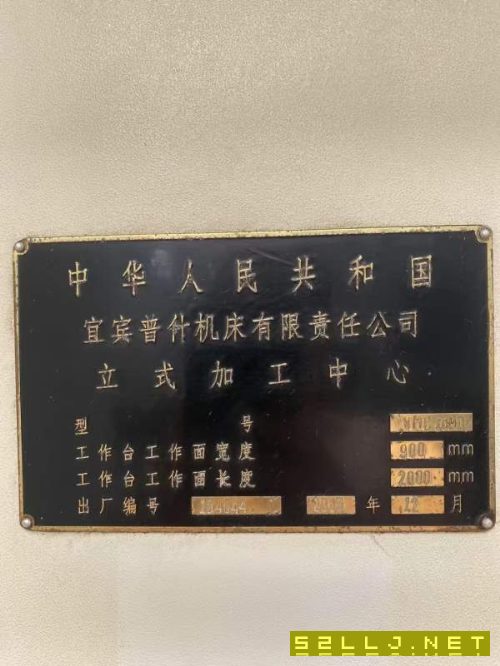 中华人民共和国
宜宾普什机床有限责任公司
立式加工中心
型号
工作台工作面宽度 900 mm
工作台工作面长度 2000 mm
出厂编号 年 12 月
52LLJ.NET